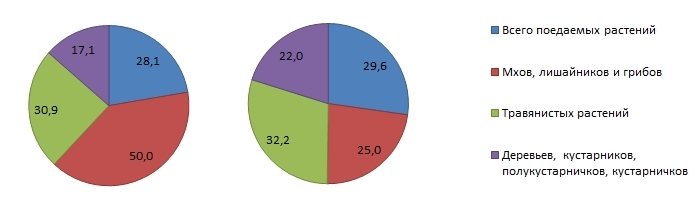 17,1
28,1
30,9
50,0
22,0
29,6
32,2
25,0
Всего поедаемых растений
Мхов, лишайников и грибов
Травянистых растений
Деревьев, кустарников,
полукустарничков, кустарничков